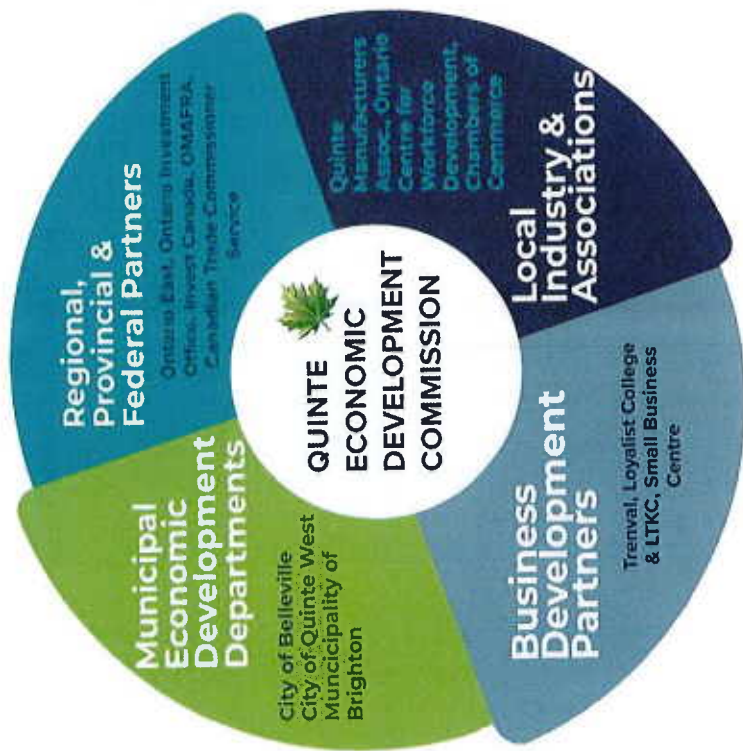 QUINTE
ECONOMIC
DEVELOPMENT
COMMISSION
Municipal
Economic
Development
Departments
City of Belleville
City of Quinte West
Muncicipality of
Brighton
Regional,
Provincial &
Federal Partners
Ontario East, Ontario Investment
Office, Invest Canada, OMAFRA,
Canadian Trade Commissioner
Service
Local
Industry &
Associations
Quinte
Manufacturers
Assoc., Ontario
Centre for
Workforce
Development,
Chambers of
Commerce
Business
Development
Partners
Trenval, Loyalist College
& LTKC, Small Business
Centre